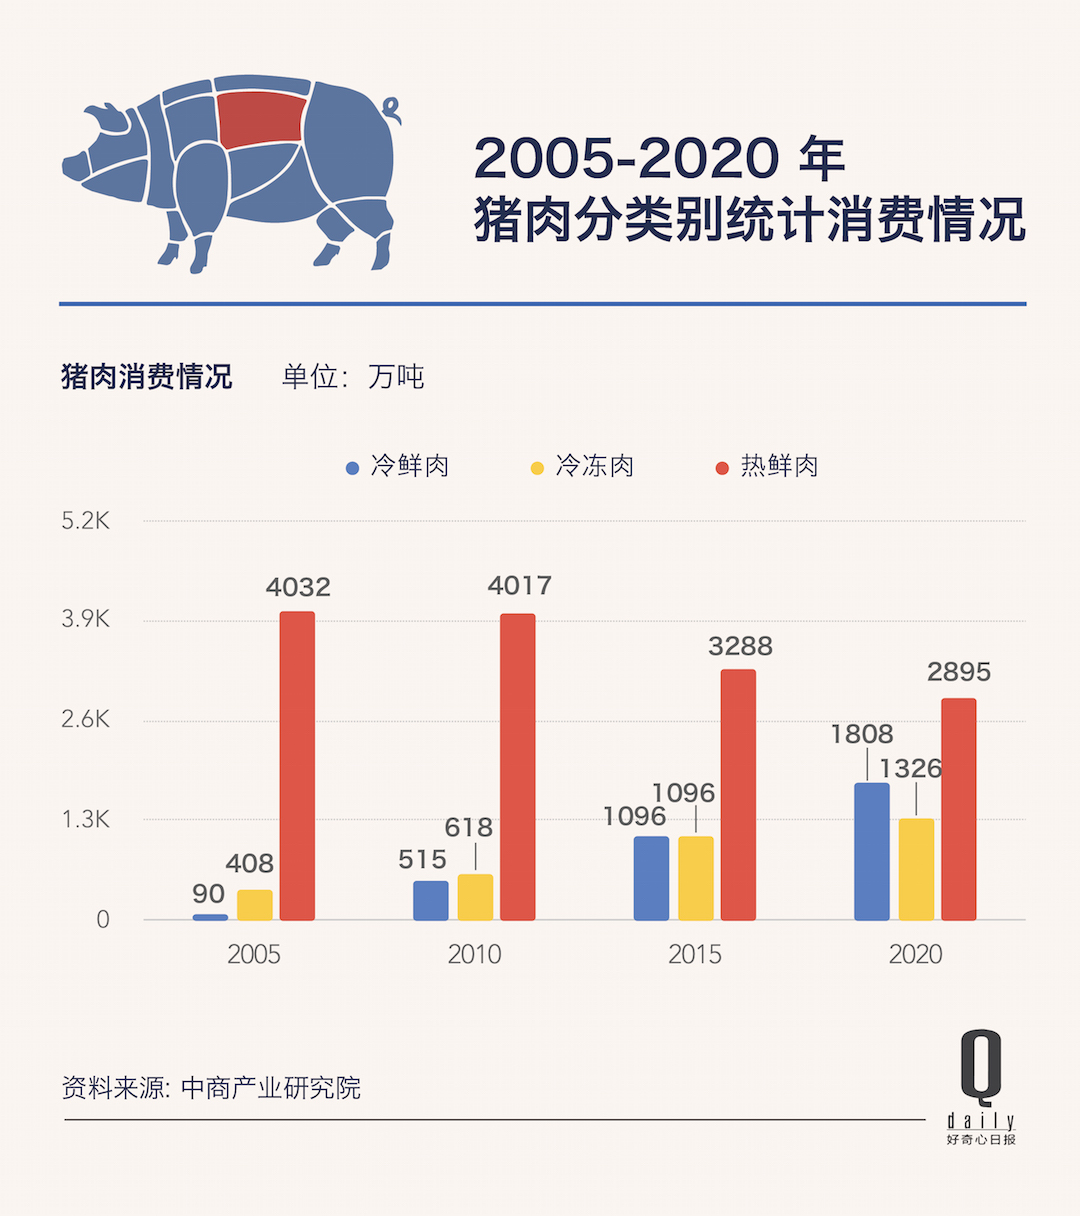 2005-2020 年
猪肉分类别统计消费情况
猪肉消费情况 单位：万吨
冷鲜肉 冷冻肉 热鲜肉
5.2K
3.9K
2.6K
1.3K
0
90
408
4032
515
618
4017
1096
1096
3288
1808
1326
2895
2005 2010 2015 2020
资料来源: 中商产业研究院
Q
daily
好奇心日报